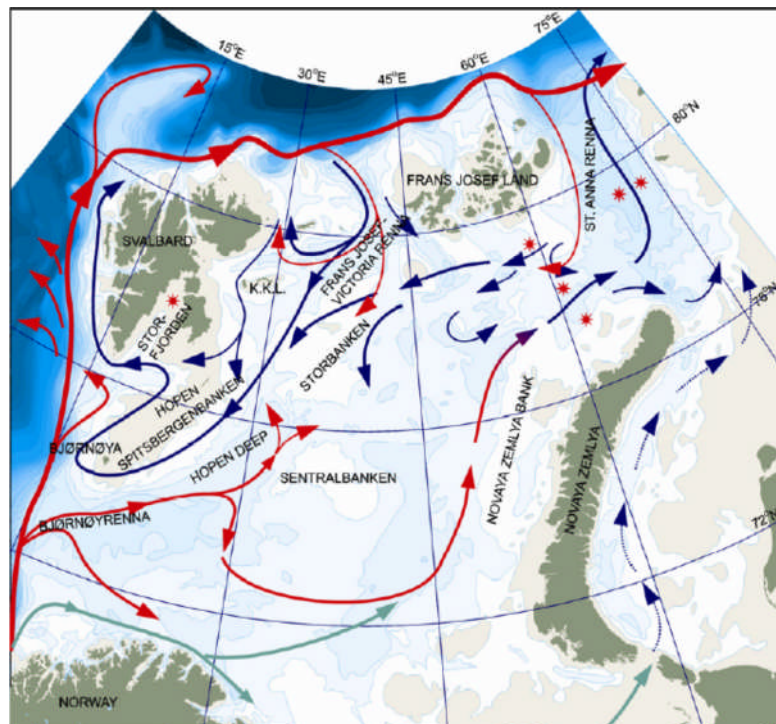 15°E
30°E
45°E
60°E
75°E
80°N
76°N
72°N
SVALBARD
FRANS JOSEF LAND
ST. ANNA RENNA
FRANS JOSEF-
VICTORIA RENNA
K.K.L.
STOR-
FJORDEN
STORBANKEN
HOPEN
SPITSBERGENBANKEN
HOPEN DEEP
BJØRNØYA
SENTRALBANKEN
NOVAYA ZEMLYA BANK
NOVAYA ZEMLYA
BJØRNØYRENNA
NORWAY